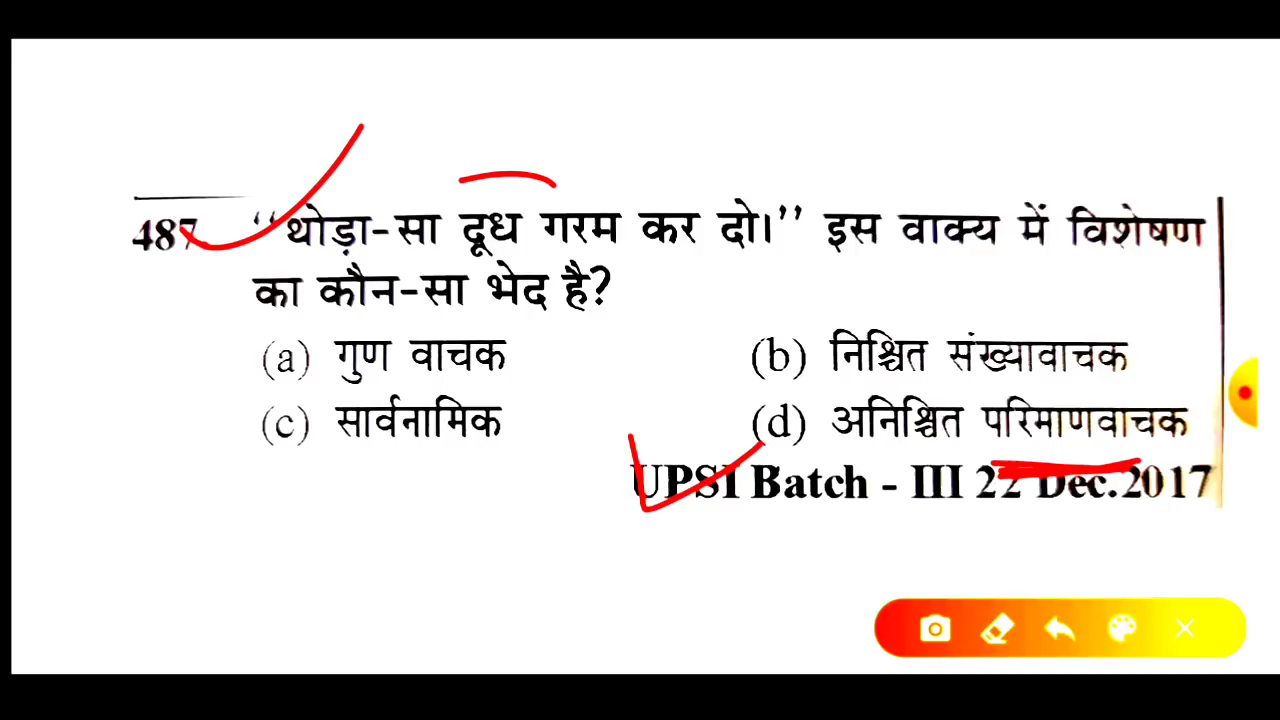 487. “थोड़ा-सा दूध गरम कर दो।” इस वाक्य में विशेषण
का कौन-सा भेद है?
(a) गुण वाचक (b) निश्चित संख्यावाचक
(c) सार्वनामिक (d) अनिश्चित परिमाणवाचक
UPSI Batch - III 22 Dec.2017